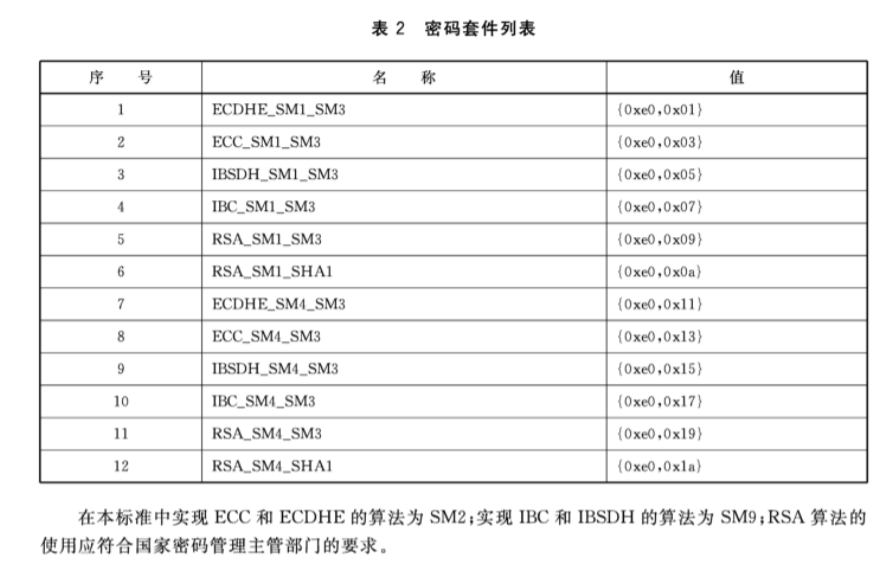 表 2 密码套件列表
序 号 名 称 值
1 ECDHE_SM1_SM3 {0xe0,0x01}
2 ECC_SM1_SM3 {0xe0,0x03}
3 IBSDH_SM1_SM3 {0xe0,0x05}
4 IBC_SM1_SM3 {0xe0,0x07}
5 RSA_SM1_SM3 {0xe0,0x09}
6 RSA_SM1_SHA1 {0xe0,0x0a}
7 ECDHE_SM4_SM3 {0xe0,0x11}
8 ECC_SM4_SM3 {0xe0,0x13}
9 IBSDH_SM4_SM3 {0xe0,0x15}
10 IBC_SM4_SM3 {0xe0,0x17}
11 RSA_SM4_SM3 {0xe0,0x19}
12 RSA_SM4_SHA1 {0xe0,0x1a}
在本标准中实现 ECC 和 ECDHE 的算法为 SM2;实现 IBC 和 IBSDH 的算法为 SM9;RSA 算法的
使用应符合国家密码管理主管部门的要求。